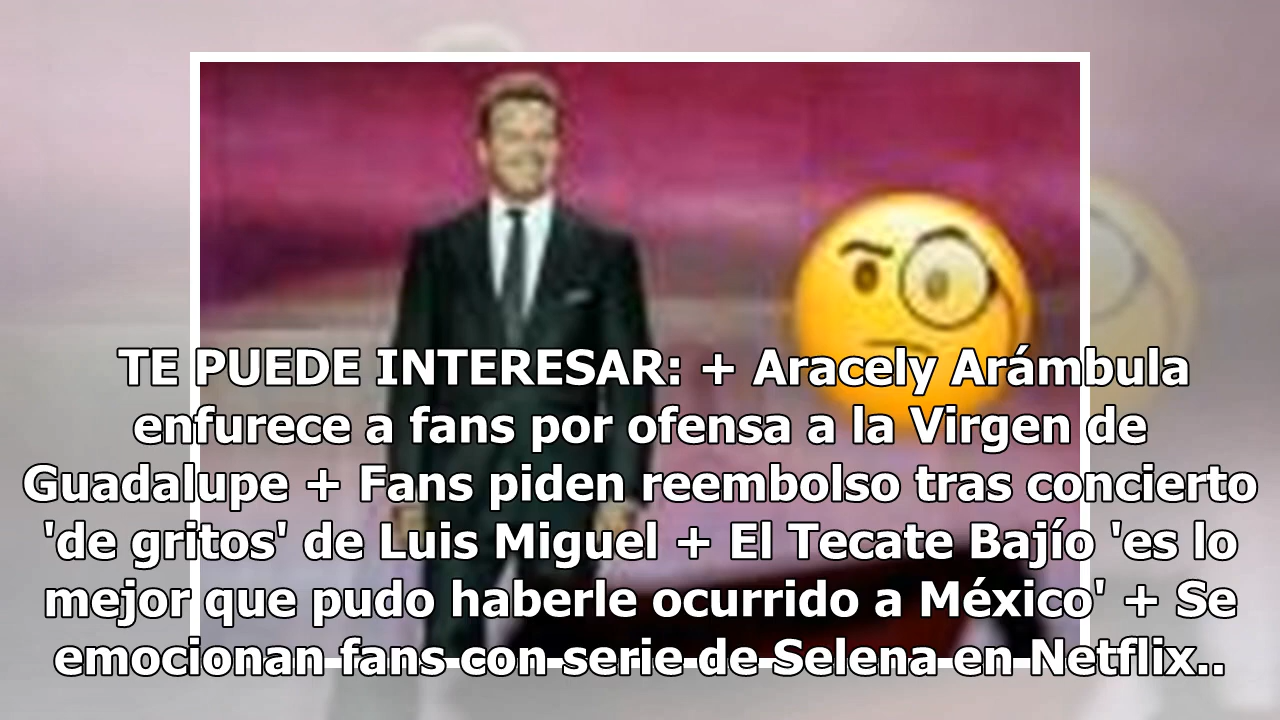 TE PUEDE INTERESAR: + Aracely Arámbula
enfurece a fans por ofensa a la Virgen de
Guadalupe + Fans piden reembolso tras concierto
'de gritos' de Luis Miguel + El Tecate Bajío 'es lo
mejor que pudo haberle ocurrido a México' + Se
emocionan fans con serie de Selena en Netflix..